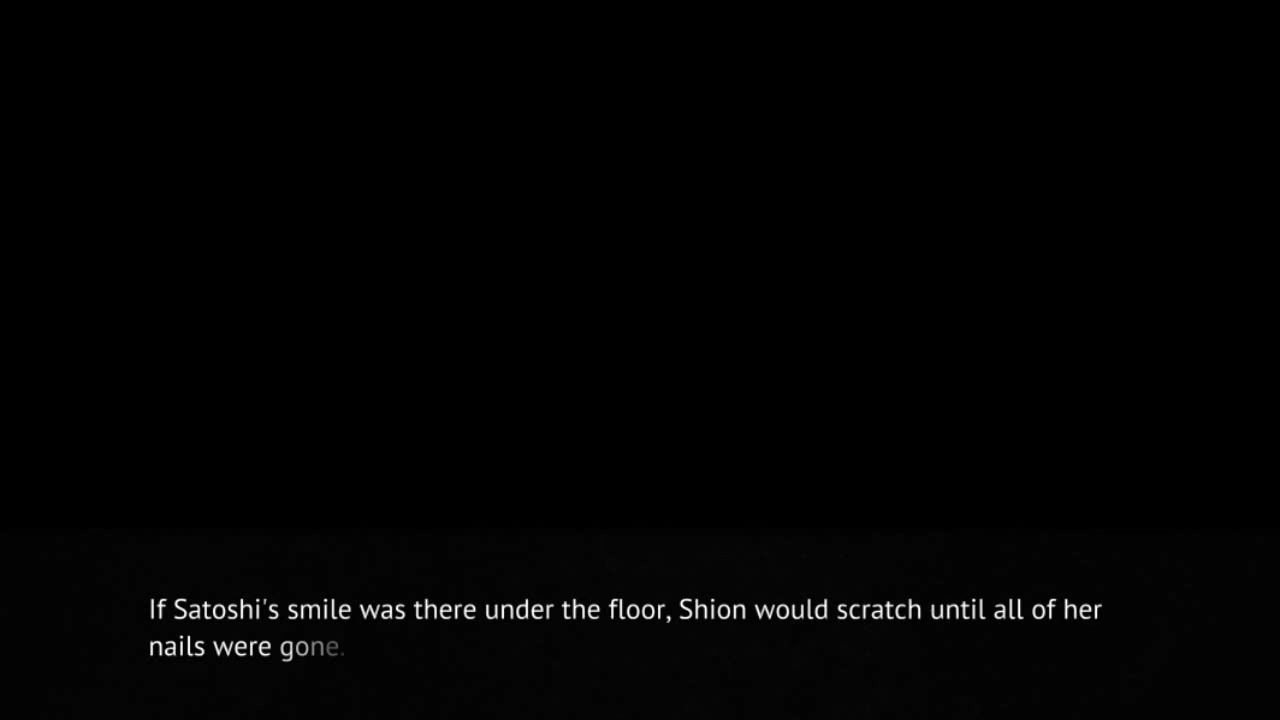 If Satoshi's smile was there under the floor, Shion would scratch until all of her
nails were gone.